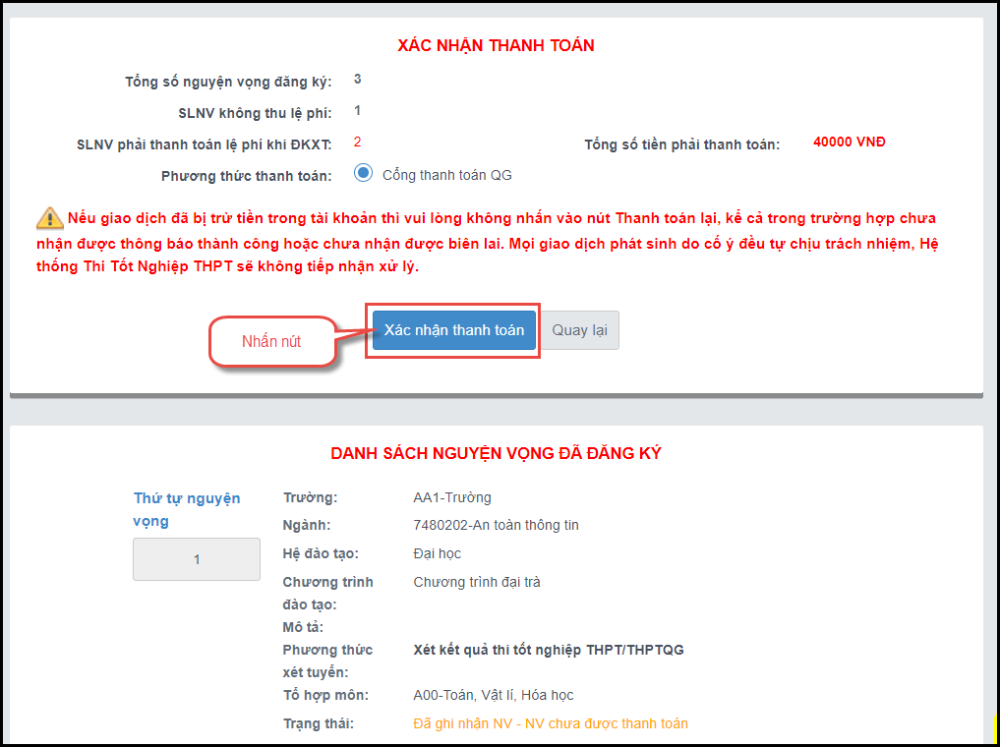 XÁC NHẬN THANH TOÁN
Tổng số nguyện vọng đăng ký: 3
SLNV không thu lệ phí: 1
SLNV phải thanh toán lệ phí khi ĐKXT: 2 Tổng số tiền phải thanh toán: 40000 VNĐ
Phương thức thanh toán: Cổng thanh toán QG
Nếu giao dịch đã bị trừ tiền trong tài khoản thì vui lòng không nhấn vào nút Thanh toán lại, kể cả trong trường hợp chưa
nhận được thông báo thành công hoặc chưa nhận được biên lai. Mọi giao dịch phát sinh do cố ý đều tự chịu trách nhiệm, Hệ
thống Thi Tốt Nghiệp THPT sẽ không tiếp nhận xử lý.
Nhấn nút Xác nhận thanh toán Quay lại
DANH SÁCH NGUYỆN VỌNG ĐÃ ĐĂNG KÝ
Thứ tự nguyện
vọng
1
Trường: AA1-Trường
Ngành: 7480202-An toàn thông tin
Hệ đào tạo: Đại học
Chương trình Chương trình đại trà
đào tạo:
Mô tả:
Phương thức Xét kết quả thi tốt nghiệp THPT/THPTQG
xét tuyển:
Tổ hợp môn: A00-Toán, Vật lí, Hóa học
Trạng thái: Đã ghi nhận NV - NV chưa được thanh toán